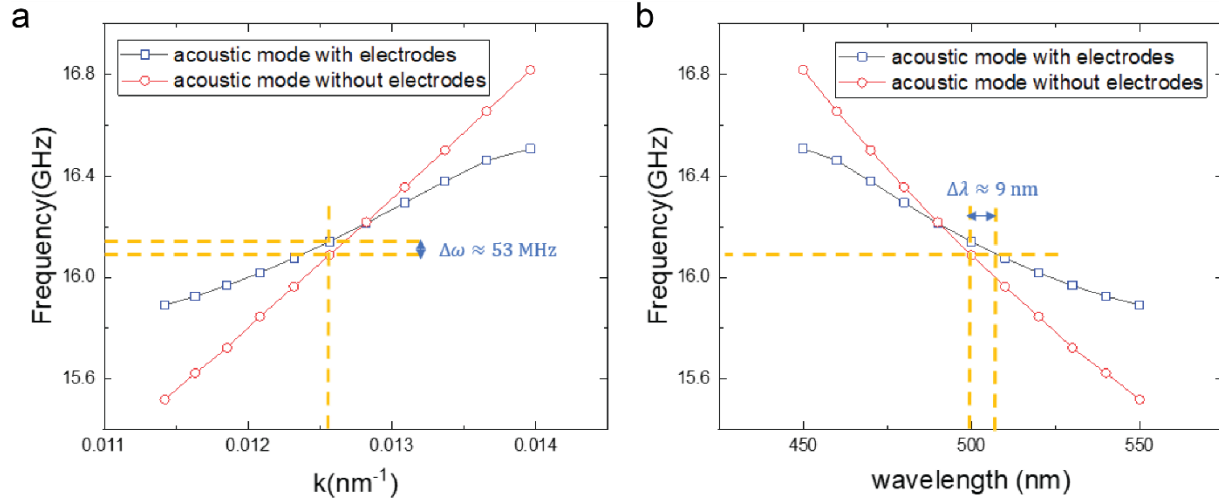 a
acoustic mode with electrodes
acoustic mode without electrodes
16.8
16.4
16.0
15.6
Frequency(GHz)
Δω ≈ 53 MHz
0.011
0.012
0.013
0.014
k(nm⁻¹)
b
acoustic mode with electrodes
acoustic mode without electrodes
16.8
16.4
16.0
15.6
Frequency(GHz)
Δλ ≈ 9 nm
450
500
550
wavelength (nm)